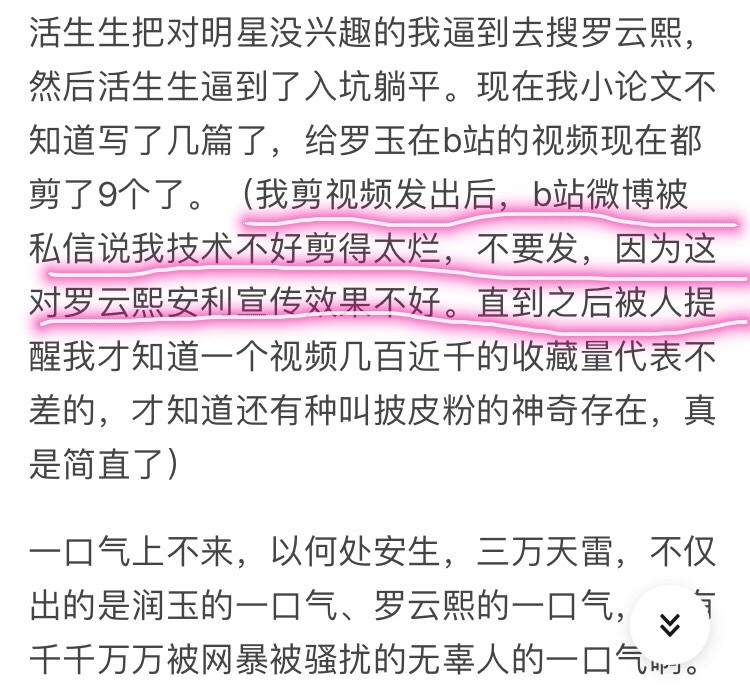 活生生把对明星没兴趣的我逼到去搜罗云熙，
然后活生生逼到了入坑躺平。现在我小论文不
知道写了几篇了，给罗玉在b站的视频现在都
剪了9个了。（我剪视频发出后，b站微博被
私信说我技术不好剪得太烂，不要发，因为这
对罗云熙安利宣传效果不好。直到之后被人提
醒我才知道一个视频几百近千的收藏量代表不
差的，才知道还有种叫披皮粉的神奇存在，真
是简直了）
一口气上不来，以何处安生，三万天雷，不仅
出的是润玉的一口气、罗云熙的一口气，有
千千万万被网暴被骚扰的无辜人的一口气啊。